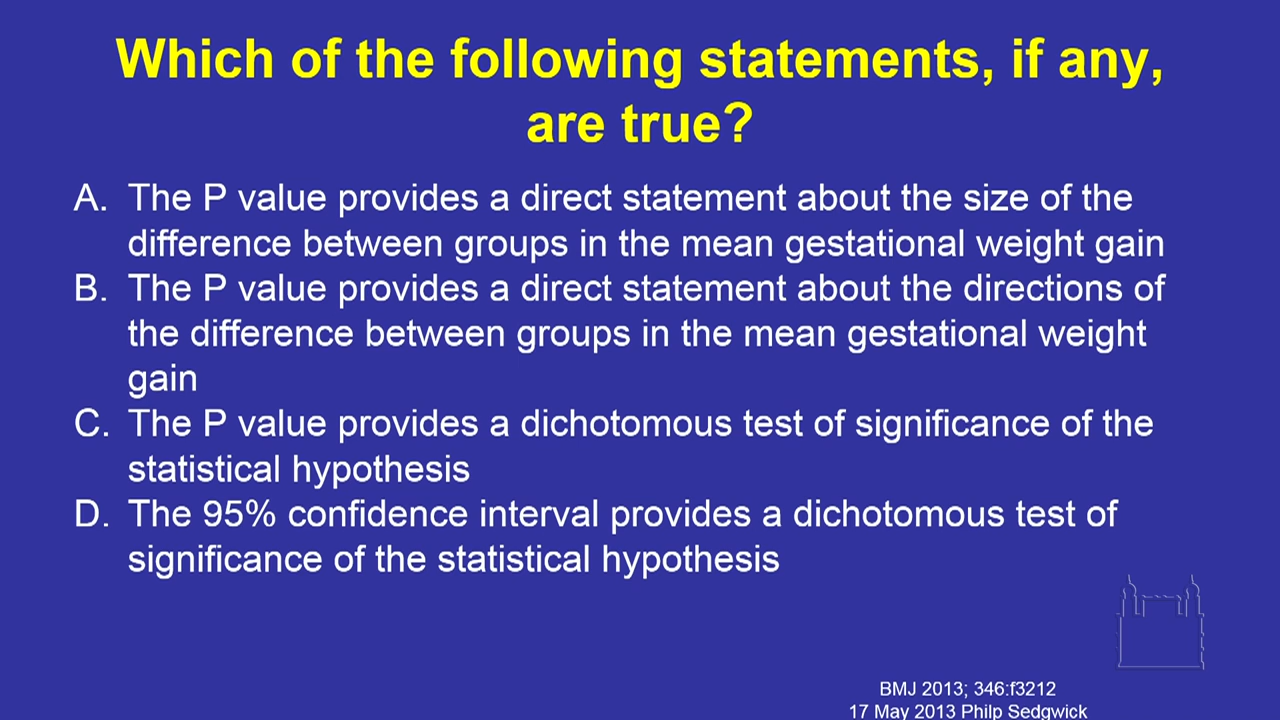 Which of the following statements, if any,
are true?
A. The P value provides a direct statement about the size of the
difference between groups in the mean gestational weight gain
B. The P value provides a direct statement about the directions of
the difference between groups in the mean gestational weight
gain
C. The P value provides a dichotomous test of significance of the
statistical hypothesis
D. The 95% confidence interval provides a dichotomous test of
significance of the statistical hypothesis
BMJ 2013; 346:f3212
17 May 2013 Philp Sedgwick